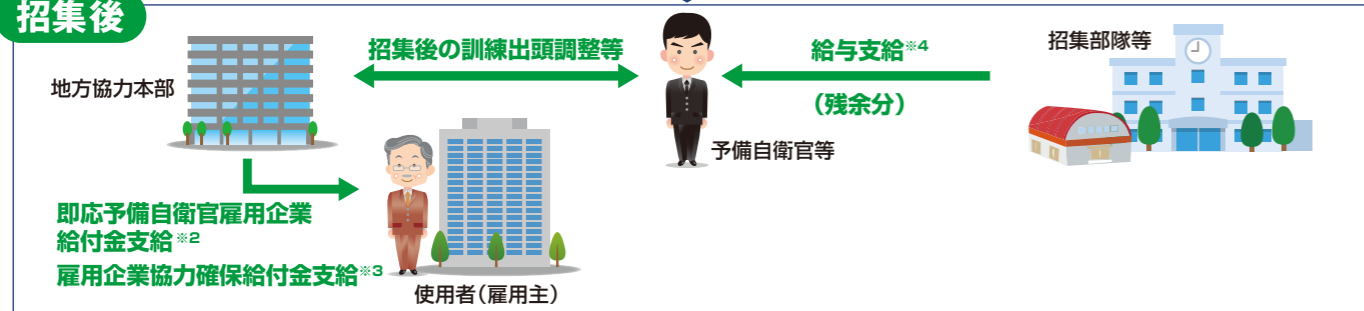 招集後
招集後の訓練出頭調整等
給与支給※4
(残余分)
招集部隊等
地方協力本部
予備自衛官等
即応予備自衛官雇用企業
給付金支給※2
雇用企業協力確保給付金支給※3
使用者(雇用主)